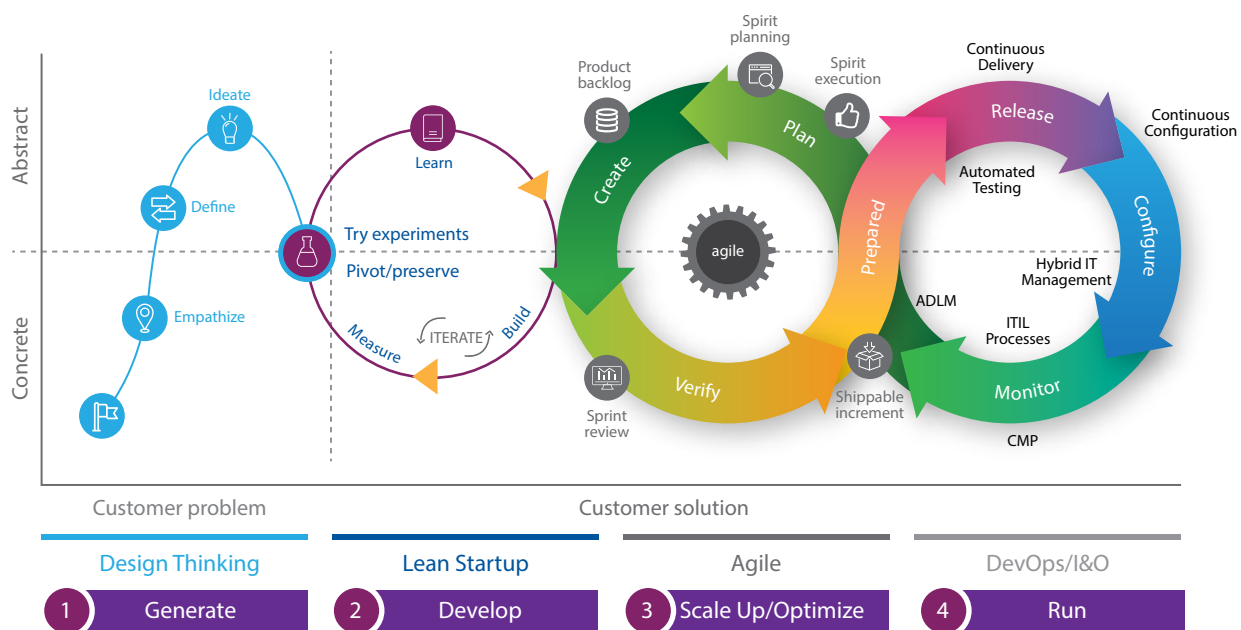 Abstract
Concrete
Ideate
Define
Empathize
Learn
Try experiments
Pivot/preserve
Measure
ITERATE
Build
Product
backlog
Spirit
planning
Spirit
execution
Create
Plan
agile
Verify
Sprint
review
Prepared
Shippable
increment
Continuous
Delivery
Release
Continuous
Configuration
Automated
Testing
Configure
Hybrid IT
Management
ADLM
ITIL
Processes
Monitor
CMP
Customer problem
Customer solution
Design Thinking
Lean Startup
Agile
DevOps/I&O
1 Generate
2 Develop
3 Scale Up/Optimize
4 Run